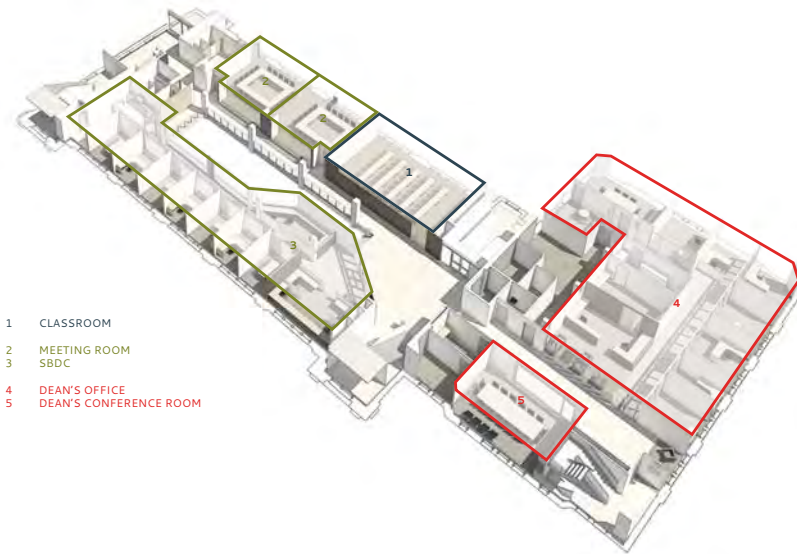 2
2
1
3
4
5
1 CLASSROOM
2 MEETING ROOM
3 SBDC
4 DEAN'S OFFICE
5 DEAN'S CONFERENCE ROOM